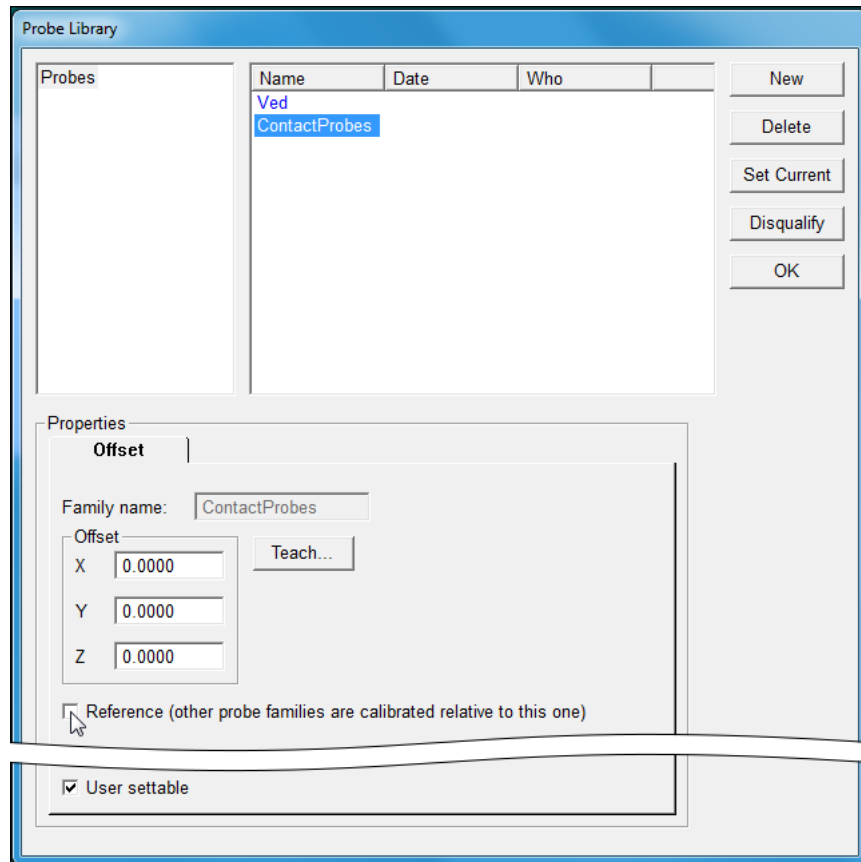 Probe Library
Probes
Name Date Who
Ved
ContactProbes
New
Delete
Set Current
Disqualify
OK
Properties
Offset
Family name: ContactProbes
Offset
X 0.0000
Teach...
Y 0.0000
Z 0.0000
Reference (other probe families are calibrated relative to this one)
User settable